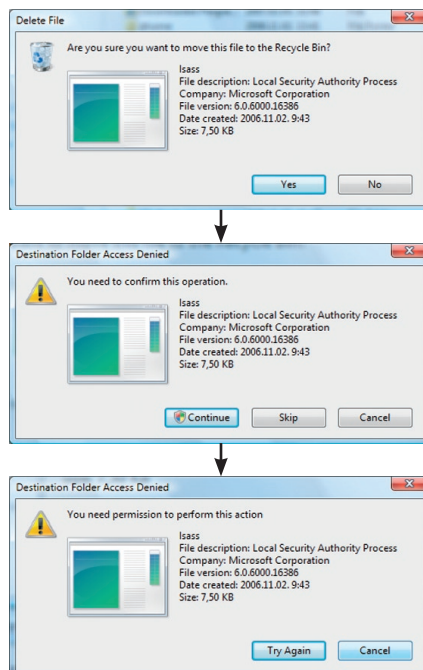 Delete File
Are you sure you want to move this file to the Recycle Bin?
lsass
File description: Local Security Authority Process
Company: Microsoft Corporation
File version: 6.0.6000.16386
Date created: 2006.11.02. 9:43
Size: 7,50 KB
Yes No
Destination Folder Access Denied
You need to confirm this operation.
lsass
File description: Local Security Authority Process
Company: Microsoft Corporation
File version: 6.0.6000.16386
Date created: 2006.11.02. 9:43
Size: 7,50 KB
Continue Skip Cancel
Destination Folder Access Denied
You need permission to perform this action
lsass
File description: Local Security Authority Process
Company: Microsoft Corporation
File version: 6.0.6000.16386
Date created: 2006.11.02. 9:43
Size: 7,50 KB
Try Again Cancel